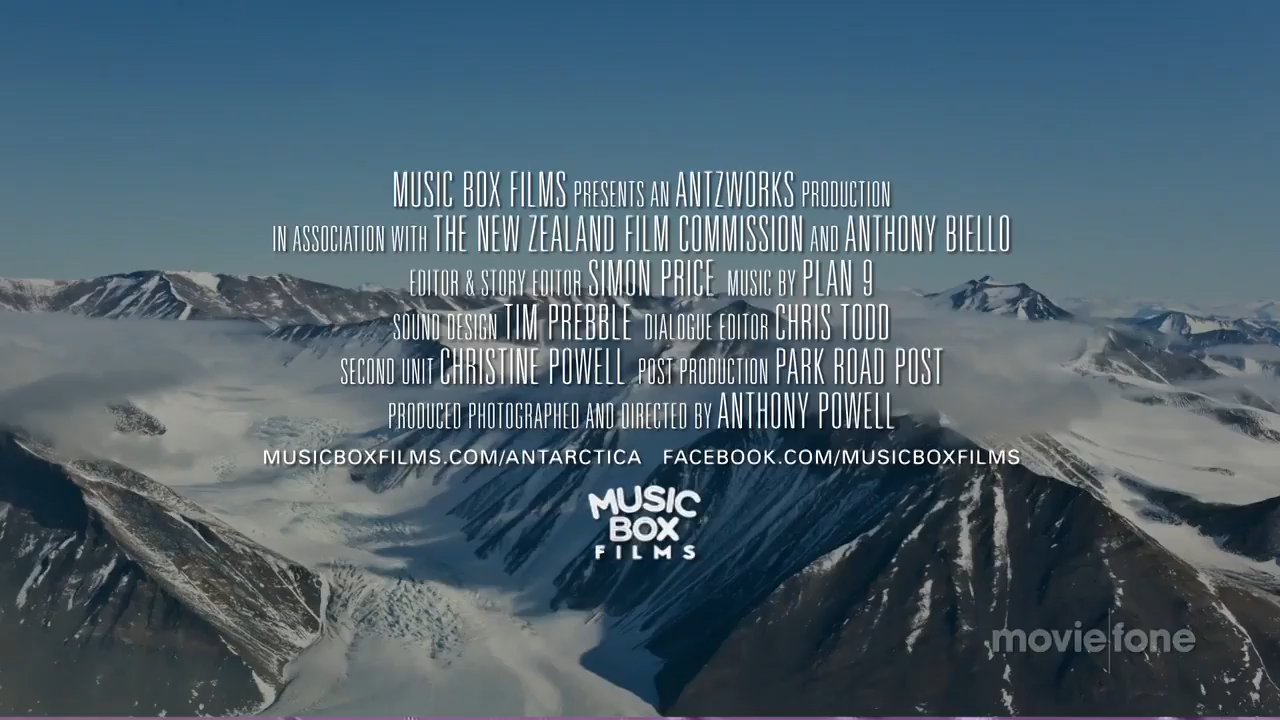 MUSIC BOX FILMS PRESENTS AN ANTZWORKS PRODUCTION
IN ASSOCIATION WITH THE NEW ZEALAND FILM COMMISSION AND ANTHONY BIELLO
EDITOR & STORY EDITOR SIMON PRICE MUSIC BY PLAN 9
SOUND DESIGN TIM PREBBLE DIALOGUE EDITOR CHRIS TODD
SECOND UNIT CHRISTINE POWELL POST PRODUCTION PARK ROAD POST
PRODUCED PHOTOGRAPHED AND DIRECTED BY ANTHONY POWELL
MUSICBOXFILMS.COM/ANTARCTICA FACEBOOK.COM/MUSICBOXFILMS
MUSIC
BOX
FILMS
moviefone